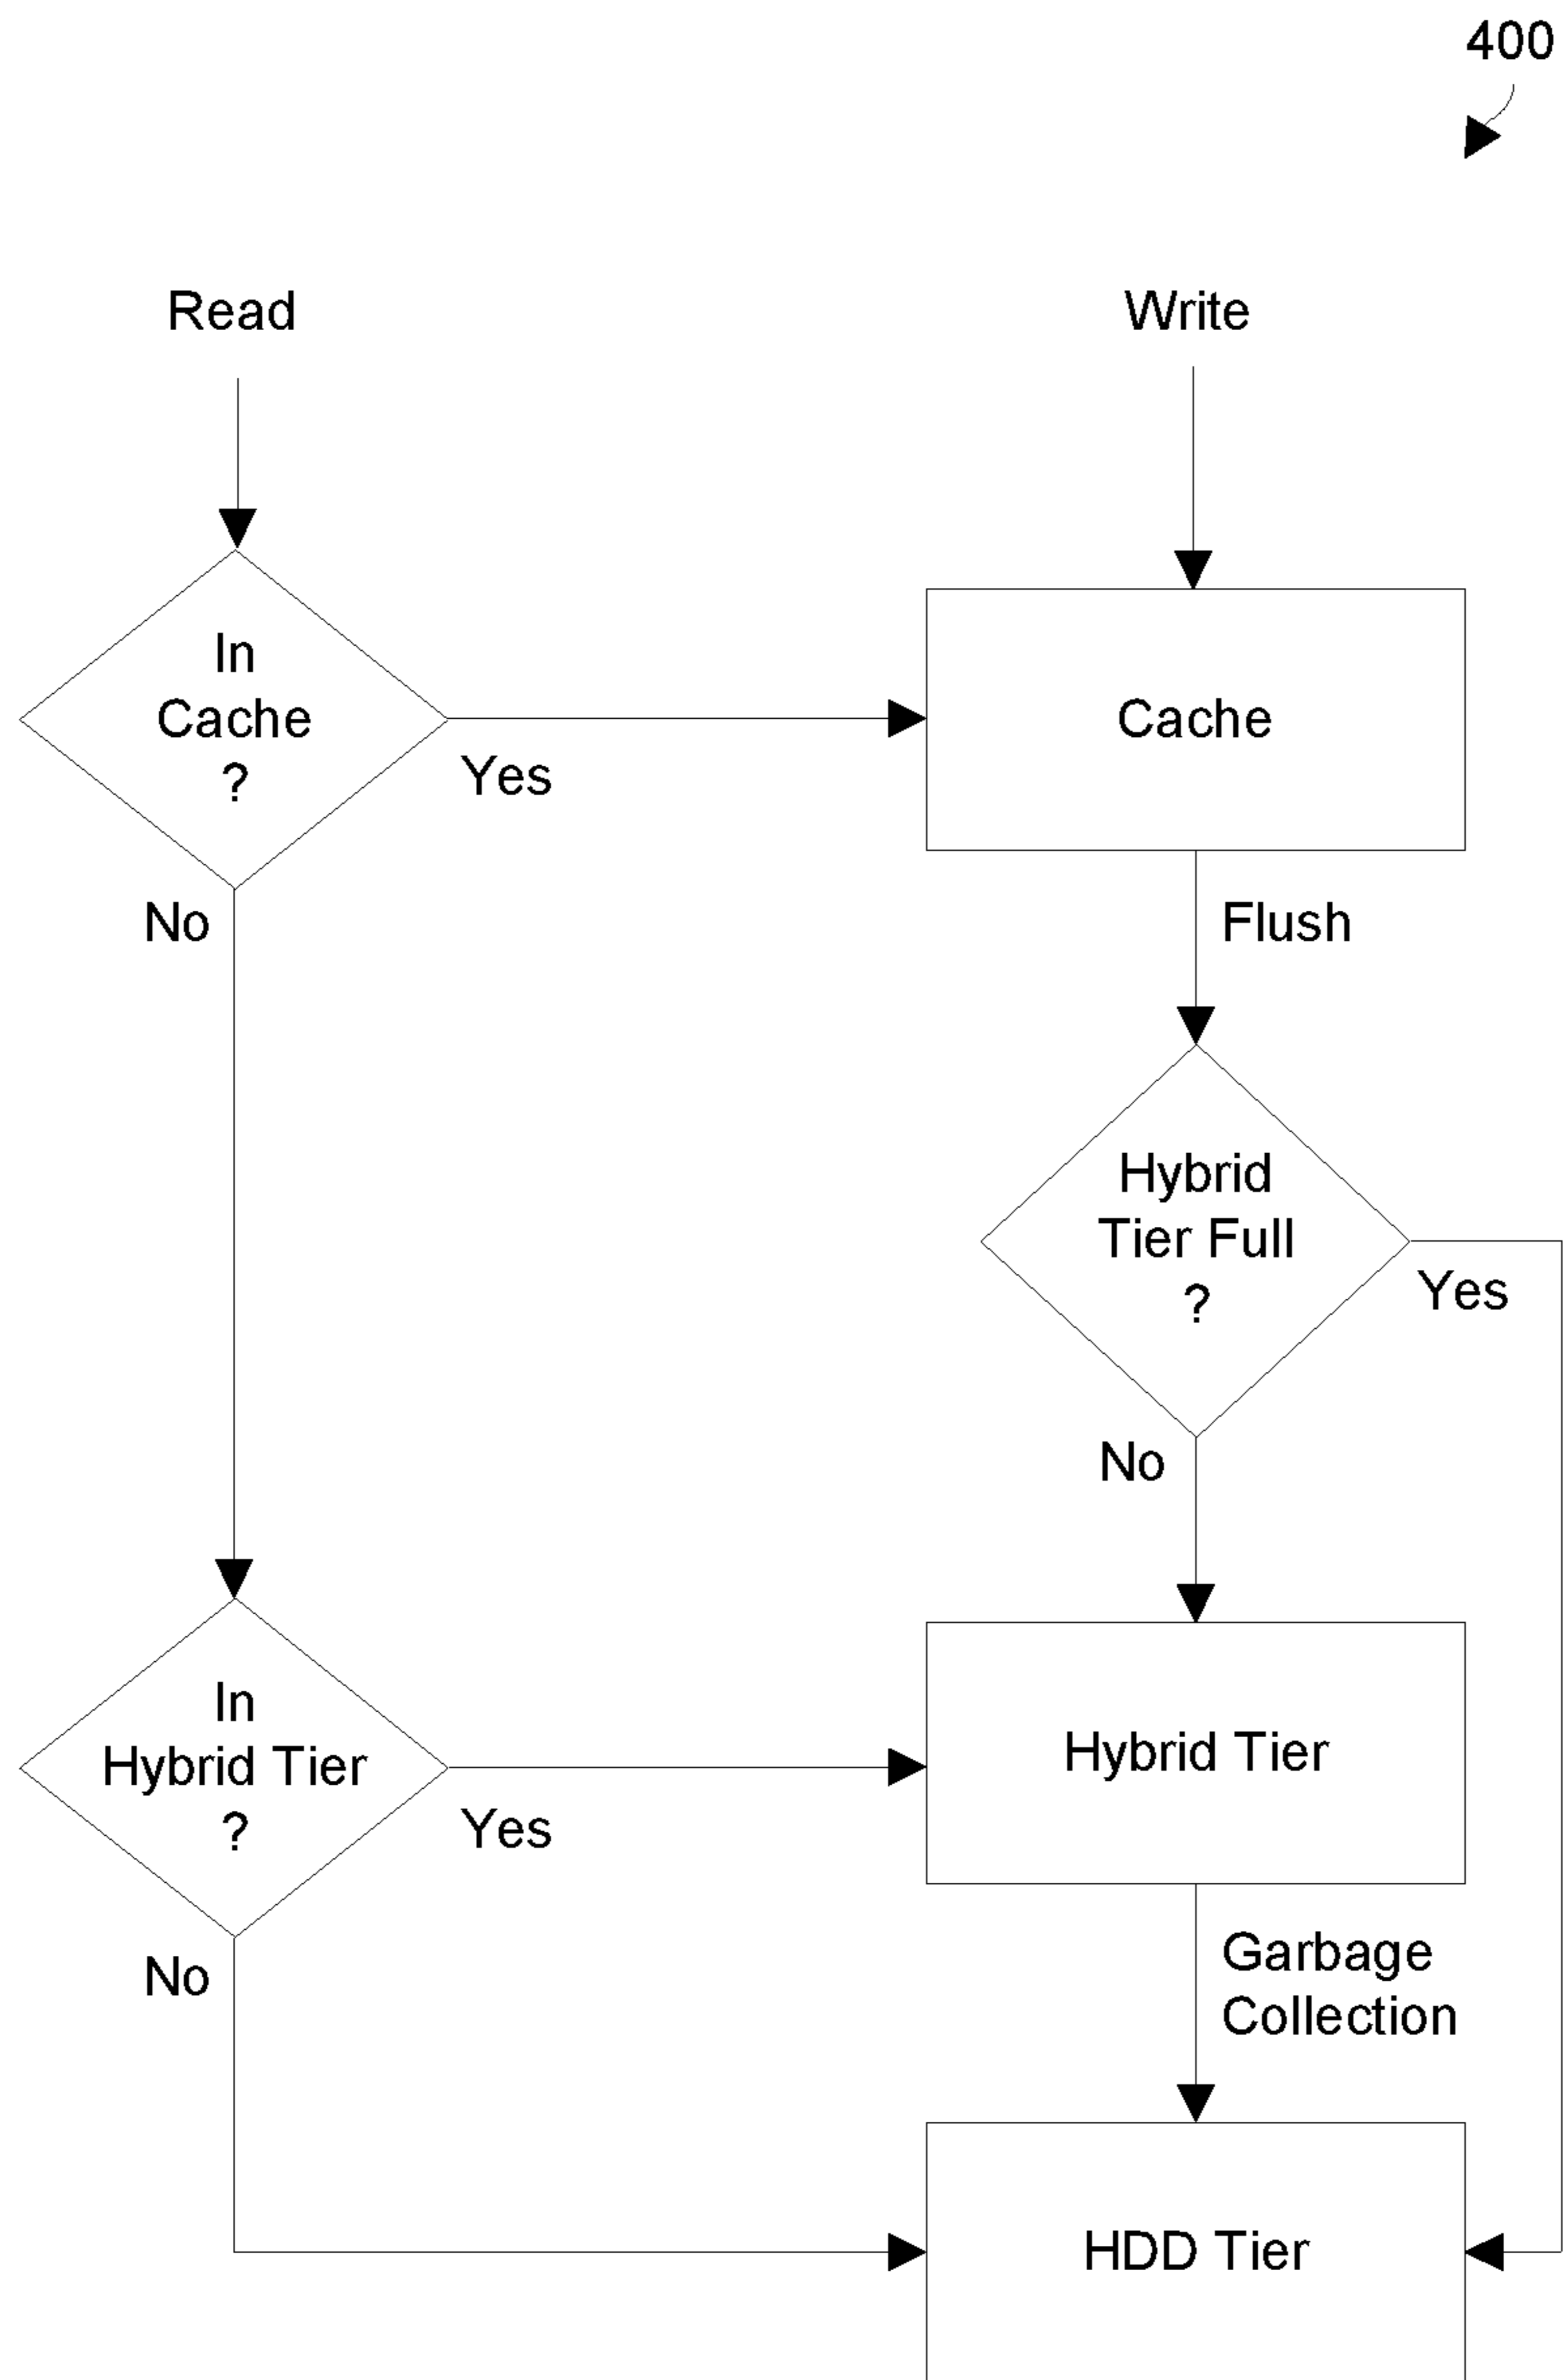 400
Read
Write
In
Cache
?
Yes
No
Cache
Flush
Hybrid
Tier Full
?
Yes
No
In
Hybrid Tier
?
Yes
No
Hybrid Tier
Garbage
Collection
HDD Tier